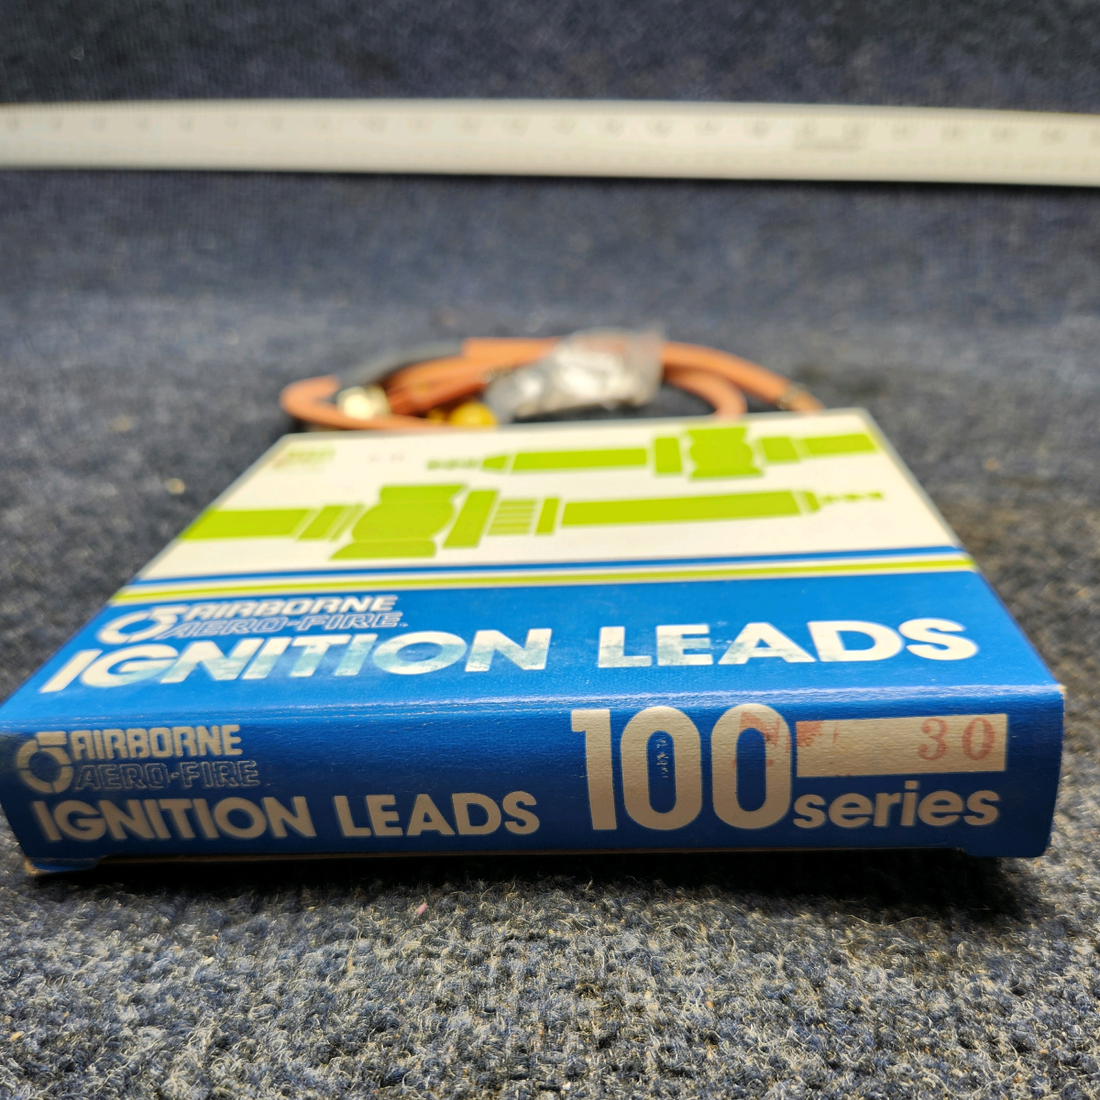 AIRBORNE
AERO-FIRE
IGNITION LEADS
AIRBORNE
AERO-FIRE
IGNITION LEADS
100 30
series